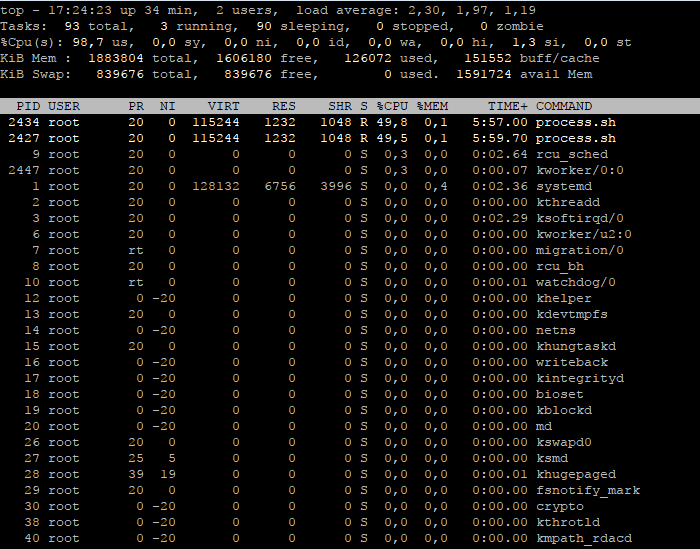 top - 17:24:23 up 34 min,  2 users,  load average: 2,30, 1,97, 1,19
Tasks:  93 total,   3 running,  90 sleeping,   0 stopped,   0 zombie
%Cpu(s): 98,7 us,  0,0 sy,  0,0 ni,  0,0 id,  0,0 wa,  0,0 hi,  1,3 si,  0,0 st
KiB Mem :  1883804 total,  1606180 free,   126072 used,   151552 buff/cache
KiB Swap:   839676 total,   839676 free,        0 used.  1591724 avail Mem
PID USER      PR  NI    VIRT    RES    SHR S %CPU %MEM     TIME+ COMMAND
2434 root      20   0  115244   1232   1048 R 49,8  0,1   5:57.00 process.sh
2427 root      20   0  115244   1232   1048 R 49,5  0,1   5:59.70 process.sh
9 root      20   0       0      0      0 S  0,3  0,0   0:02.64 rcu_sched
2447 root      20   0       0      0      0 S  0,3  0,0   0:00.07 kworker/0:0
1 root      20   0  128132   6756   3996 S  0,0  0,4   0:02.36 systemd
2 root      20   0       0      0      0 S  0,0  0,0   0:00.00 kthreadd
3 root      20   0       0      0      0 S  0,0  0,0   0:02.29 ksoftirqd/0
6 root      20   0       0      0      0 S  0,0  0,0   0:00.00 kworker/u2:0
7 root      rt   0       0      0      0 S  0,0  0,0   0:00.00 migration/0
8 root      20   0       0      0      0 S  0,0  0,0   0:00.00 rcu_bh
10 root      rt   0       0      0      0 S  0,0  0,0   0:00.01 watchdog/0
12 root       0 -20       0      0      0 S  0,0  0,0   0:00.00 khelper
13 root      20   0       0      0      0 S  0,0  0,0   0:00.00 kdevtmpfs
14 root       0 -20       0      0      0 S  0,0  0,0   0:00.00 netns
15 root      20   0       0      0      0 S  0,0  0,0   0:00.00 khungtaskd
16 root       0 -20       0      0      0 S  0,0  0,0   0:00.00 writeback
17 root       0 -20       0      0      0 S  0,0  0,0   0:00.00 kintegrityd
18 root       0 -20       0      0      0 S  0,0  0,0   0:00.00 bioset
19 root       0 -20       0      0      0 S  0,0  0,0   0:00.00 kblockd
20 root       0 -20       0      0      0 S  0,0  0,0   0:00.00 md
26 root      20   0       0      0      0 S  0,0  0,0   0:00.00 kswapd0
27 root      25   5       0      0      0 S  0,0  0,0   0:00.00 ksmd
28 root      39  19       0      0      0 S  0,0  0,0   0:00.01 khugepaged
29 root      20   0       0      0      0 S  0,0  0,0   0:00.00 fsnotify_mark
30 root       0 -20       0      0      0 S  0,0  0,0   0:00.00 crypto
38 root       0 -20       0      0      0 S  0,0  0,0   0:00.00 kthrotld
40 root       0 -20       0      0      0 S  0,0  0,0   0:00.00 kmpath_rdacd